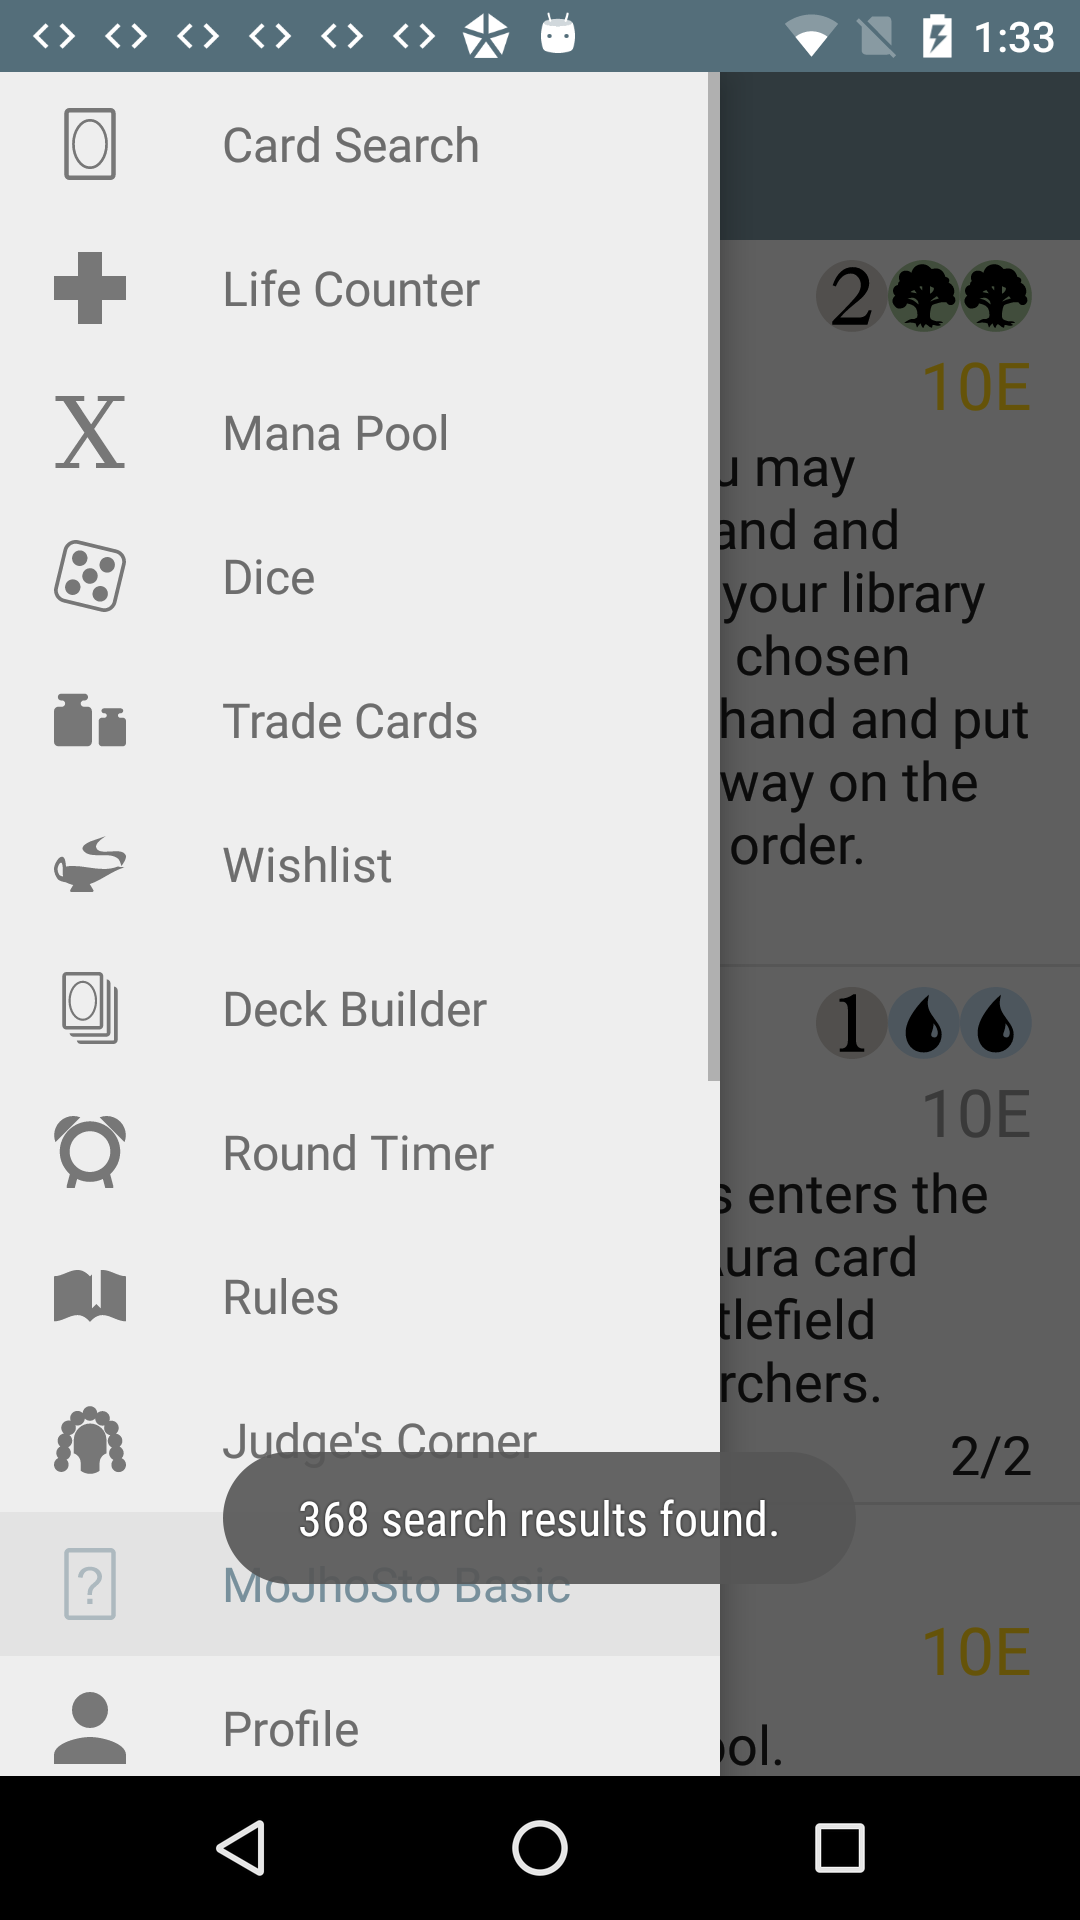 1:33
Card Search
Life Counter
X Mana Pool
Dice
Trade Cards
Wishlist
Deck Builder
Round Timer
Rules
Judge's Corner
368 search results found.
? MoJhoSto Basic
Profile
2
10E
u may
and and
your library
chosen
hand and put
way on the
order.
1
10E
s enters the
Aura card
tlefield
rchers.
2/2
10E
ool.